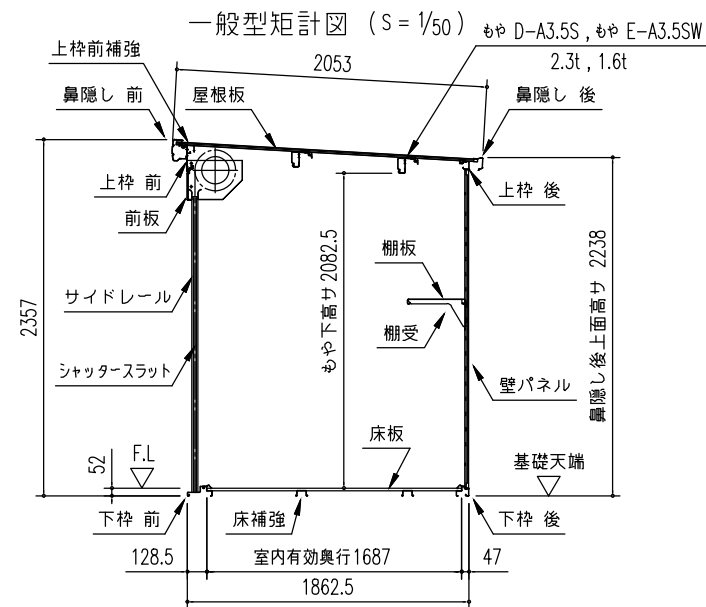 一般型矩計図 (S = 1/50)
もや D-A3.5S , もや E-A3.5SW
2.3t , 1.6t
上枠前補強
2053
鼻隠し 前
屋根板
鼻隠し 後
上枠 前
上枠 後
前板
もや下高サ 2082.5
棚板
2357
サイドレール
棚受
鼻隠し後上面高サ 2238
シャッタースラット
壁パネル
床板
52
F.L
基礎天端
下枠 前
床補強
下枠 後
128.5
室内有効奥行1687
47
1862.5